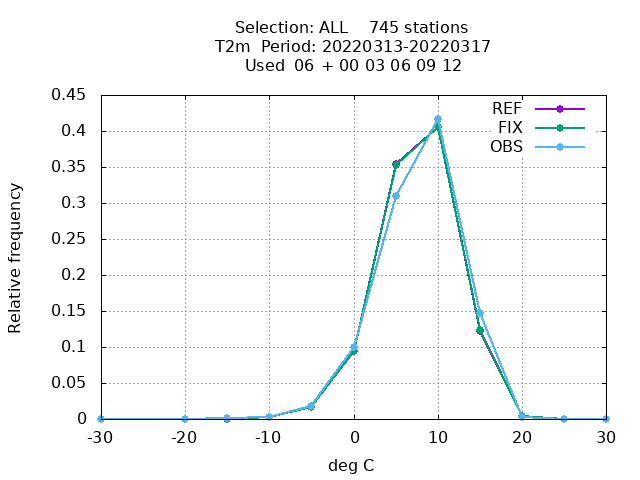 Selection: ALL    745 stations
T2m  Period: 20220313-20220317
Used  06 + 00 03 06 09 12
0.45
0.4
0.35
0.3
0.25
0.2
0.15
0.1
0.05
0
REF
FIX
OBS
Relative frequency
-30
-20
-10
0
10
20
30
deg C